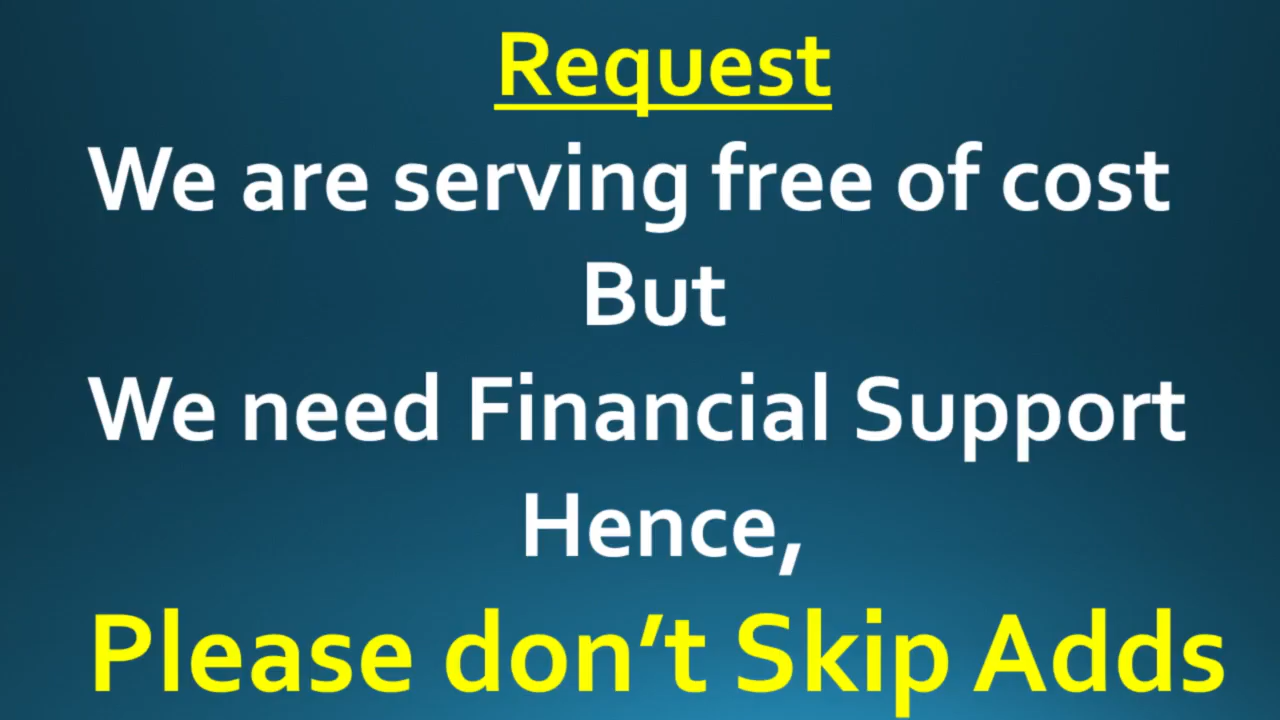 Request
We are serving free of cost
But
We need Financial Support
Hence,
Please don’t Skip Adds